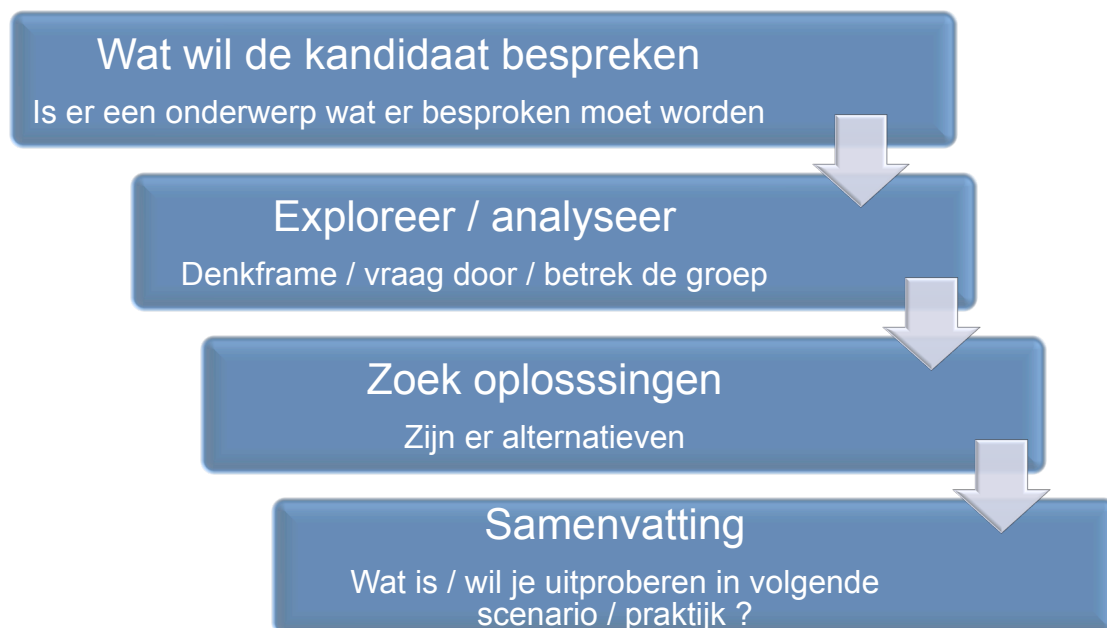 Wat wil de kandidaat bespreken
Is er een onderwerp wat er besproken moet worden
Exploreer / analyseer
Denkframe / vraag door / betrek de groep
Zoek oplosssingen
Zijn er alternatieven
Samenvatting
Wat is / wil je uitproberen in volgende
scenario / praktijk ?